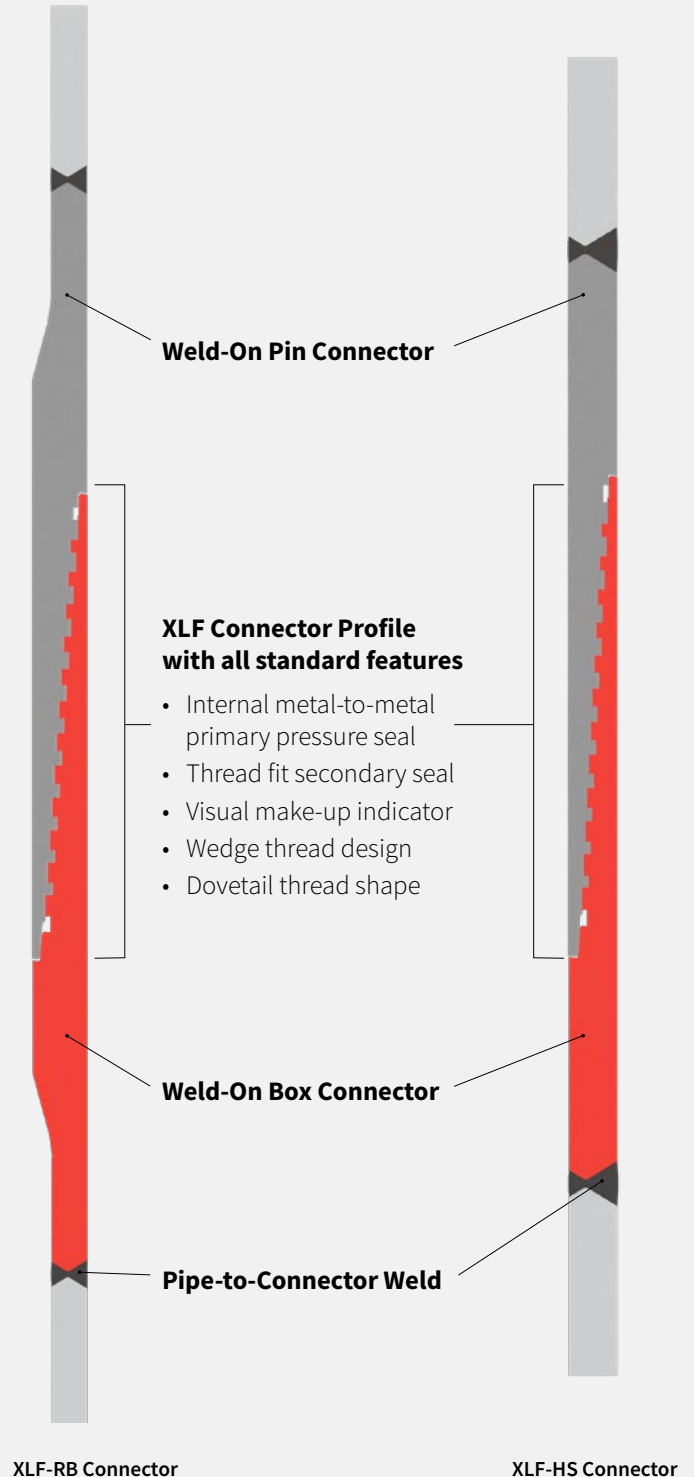 Weld-On Pin Connector
XLF Connector Profile
with all standard features
• Internal metal-to-metal
primary pressure seal
• Thread fit secondary seal
• Visual make-up indicator
• Wedge thread design
• Dovetail thread shape
Weld-On Box Connector
Pipe-to-Connector Weld
XLF-RB Connector
XLF-HS Connector